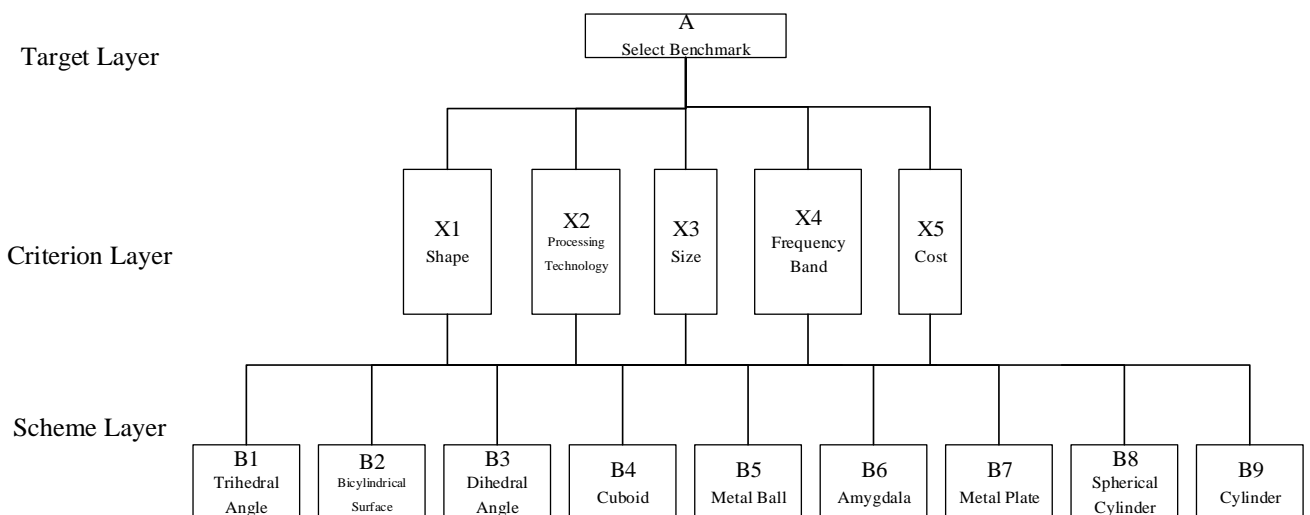 A
Select Benchmark
Target Layer
X1
Shape
X2
Processing
Technology
X3
Size
X4
Frequency
Band
X5
Cost
Criterion Layer
Scheme Layer
B1
Trihedral
Angle
B2
Bicylindrical
Surface
B3
Dihedral
Angle
B4
Cuboid
B5
Metal Ball
B6
Amygdala
B7
Metal Plate
B8
Spherical
Cylinder
B9
Cylinder